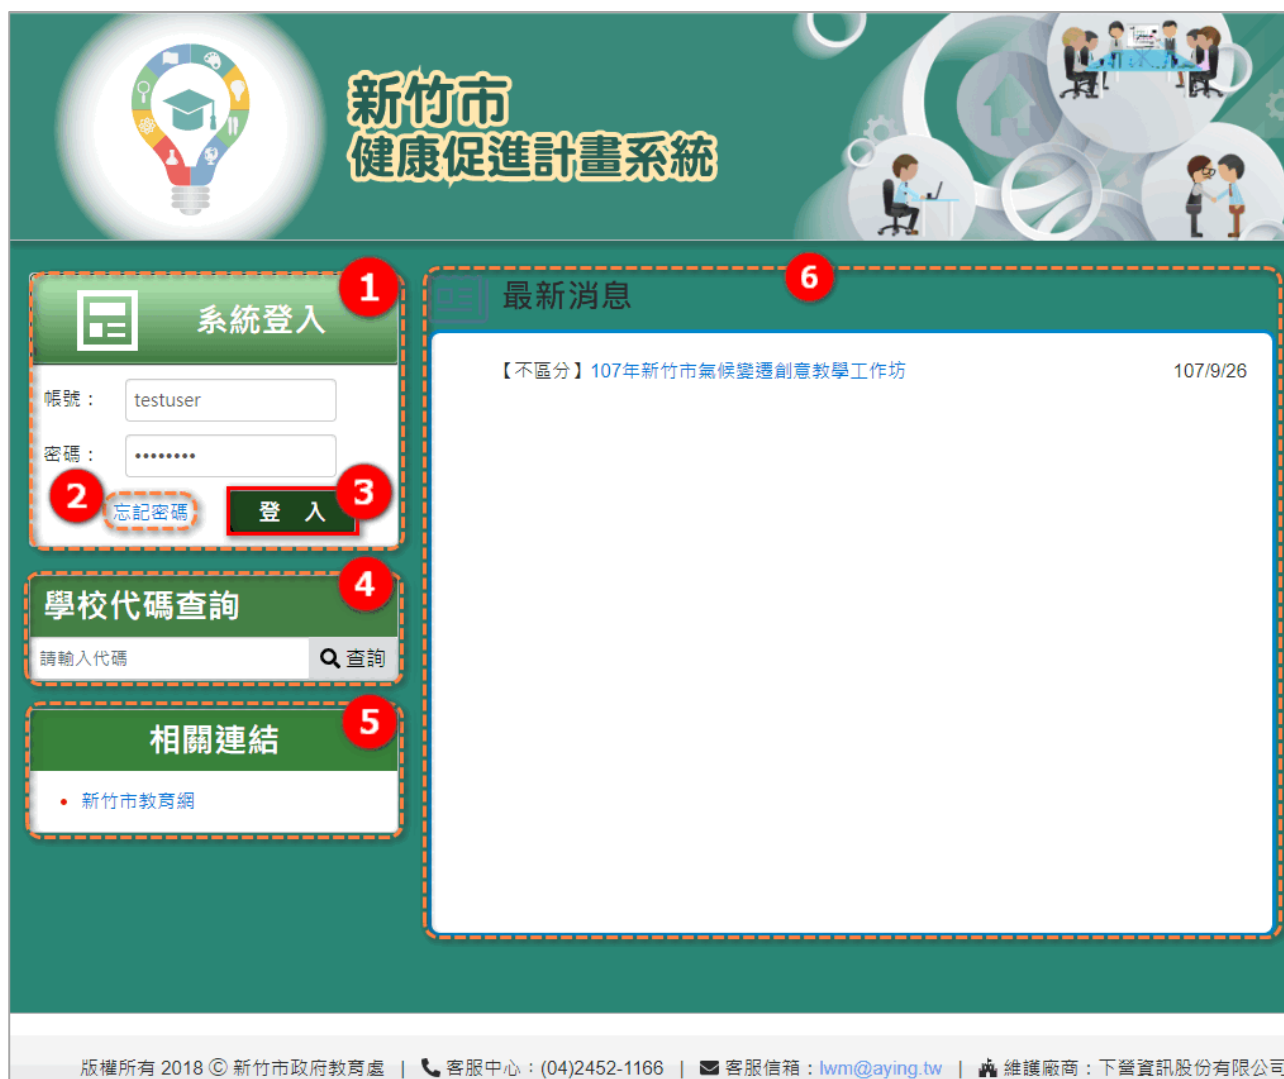 新竹市
健康促進計畫系統
1
系統登入
帳號：
testuser
密碼：
••••••••
2
忘記密碼
登 入
3
4
學校代碼查詢
請輸入代碼
查詢
5
相關連結
• 新竹市教育網
6
最新消息
【不區分】107年新竹市氣候變遷創意教學工作坊 107/9/26
版權所有 2018 ⓒ 新竹市政府教育處 | 客服中心：(04)2452-1166 | 客服信箱：lwm@aying.tw | 維護廠商：下營資訊股份有限公司